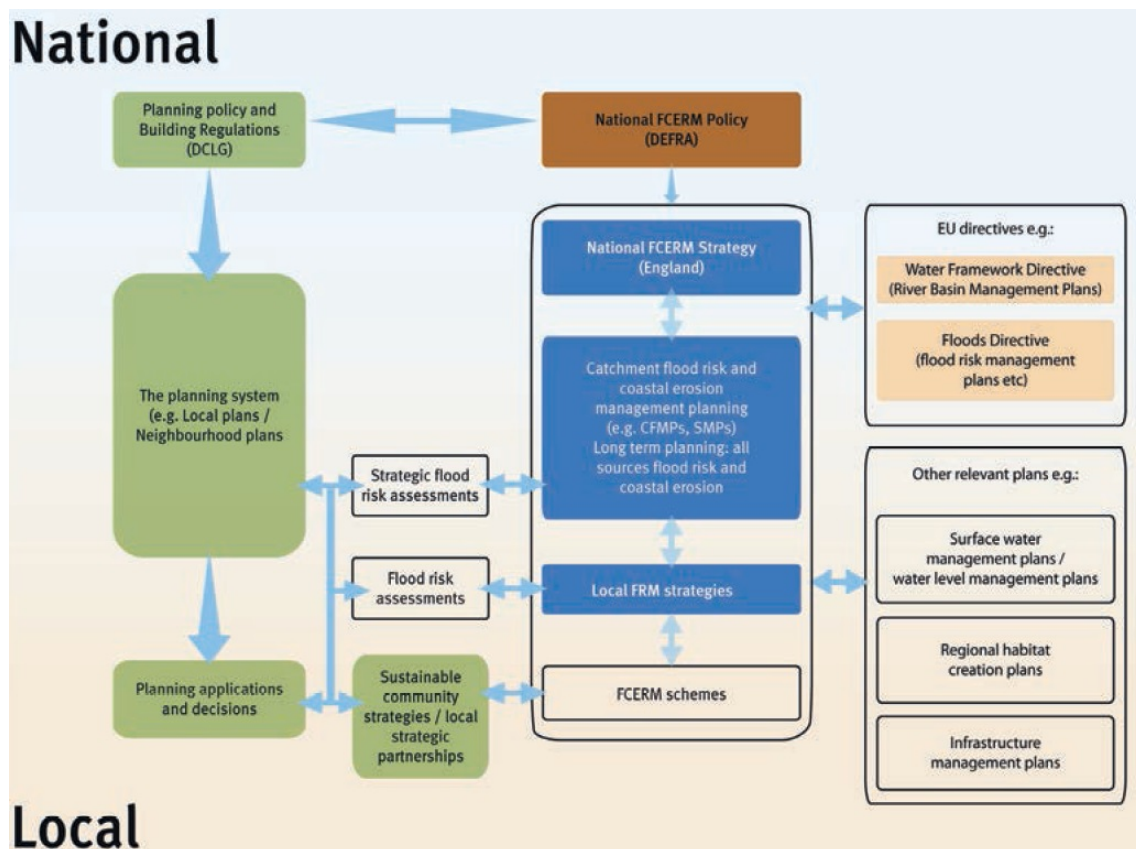 National
Planning policy and
Building Regulations
(DCLG)
National FCERM Policy
(DEFRA)
National FCERM Strategy
(England)
EU directives e.g.:
Water Framework Directive
(River Basin Management Plans)
Floods Directive
(flood risk management
plans etc)
The planning system
(e.g. Local plans /
Neighbourhood plans
Catchment flood risk and
coastal erosion
management planning
(e.g. CFMPs, SMPs)
Long term planning: all
sources flood risk and
coastal erosion
Strategic flood
risk assessments
Other relevant plans e.g.:
Surface water
management plans /
water level management plans
Flood risk
assessments
Local FRM strategies
Regional habitat
creation plans
Planning applications
and decisions
Sustainable
community
strategies / local
strategic
partnerships
FCERM schemes
Infrastructure
management plans
Local